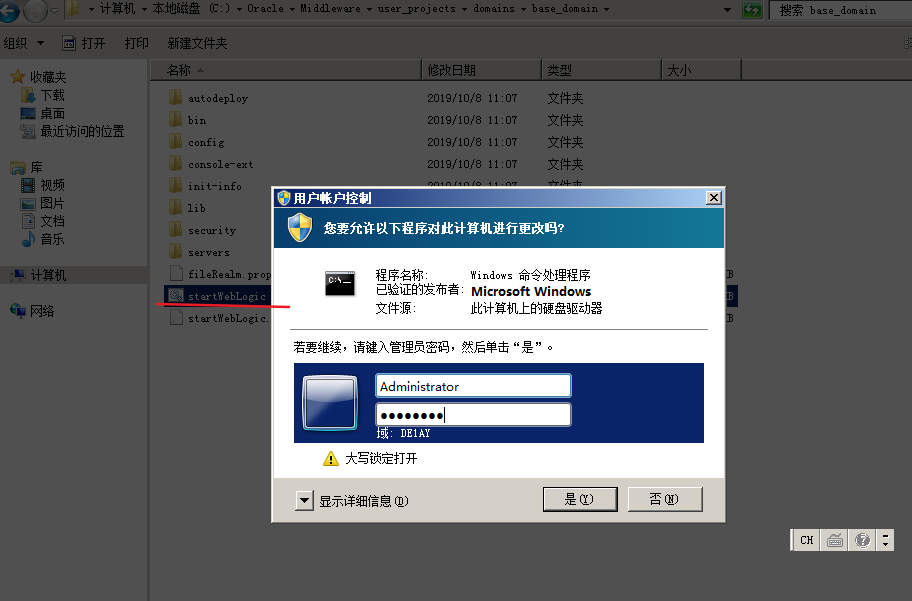 计算机 本地磁盘 (C:) Oracle Middleware user_projects domains base_domain
搜索 base_domain
组织 打开 打印 新建文件夹
名称 修改日期 类型 大小
收藏夹
下载
桌面
最近访问的位置
库
视频
图片
文档
音乐
计算机
网络
autodeploy 2019/10/8 11:07 文件夹
bin 2019/10/8 11:07 文件夹
config 2019/10/8 11:07 文件夹
console-ext 2019/10/8 11:07 文件夹
init-info 2019/10/8 11:07 文件夹
lib
security
servers
fileRealm.prop B
startWebLogic B
startWebLogic. B
用户帐户控制
您要允许以下程序对此计算机进行更改吗?
程序名称: Windows 命令处理程序
已验证的发布者: Microsoft Windows
文件源: 此计算机上的硬盘驱动器
若要继续，请键入管理员密码，然后单击“是”。
Administrator
域: DE1AY
大写锁定打开
显示详细信息(D)
是(Y) 否(N)
CH